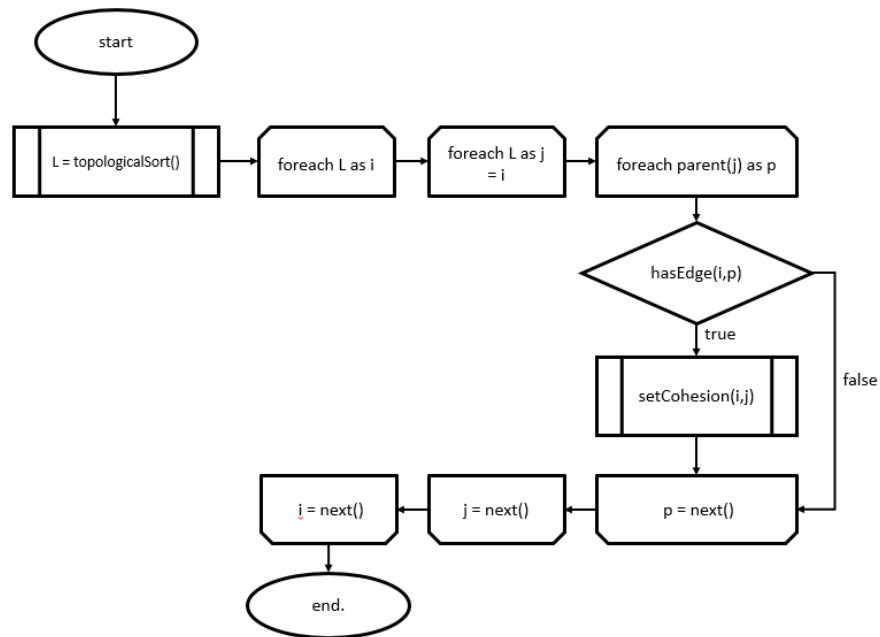 start
L = topologicalSort()
foreach L as i
foreach L as j
= i
foreach parent(j) as p
hasEdge(i,p)
true
false
setCohesion(i,j)
i = next()
j = next()
p = next()
end.